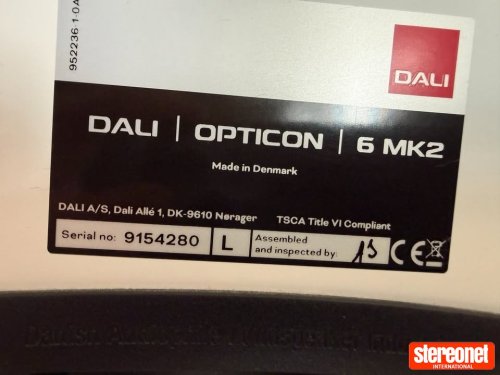 952236-1-0A
DALI
DALI | OPTICON | 6 MK2
Made in Denmark
DALI A/S, Dali Allé 1, DK-9610 Nørager TSCA Title VI Compliant
Serial no: 9154280 L Assembled
and inspected by:
CE
stereonet
INTERNATIONAL